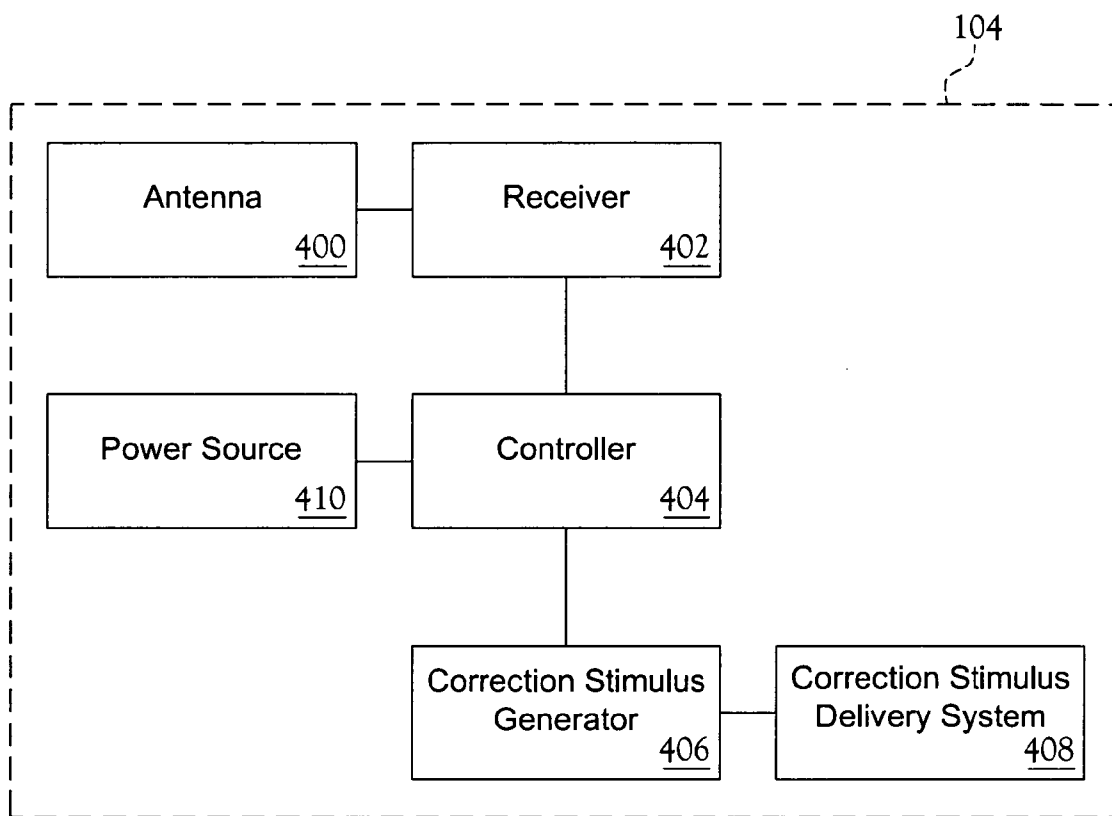 104
Antenna
400
Receiver
402
Power Source
410
Controller
404
Correction Stimulus
Generator
406
Correction Stimulus
Delivery System
408